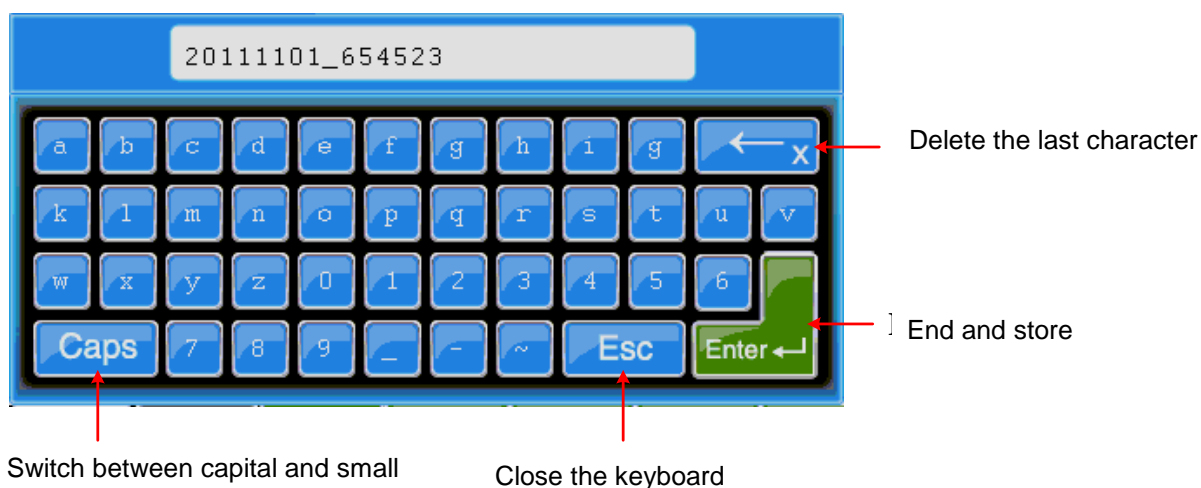 20111101_654523
a b c d e f g h i g ← x
Delete the last character
k l m n o p q r s t u v
w x y z 0 1 2 3 4 5 6
End and store
Caps 7 8 9 _ - ~ Esc Enter ↵
Switch between capital and small
Close the keyboard